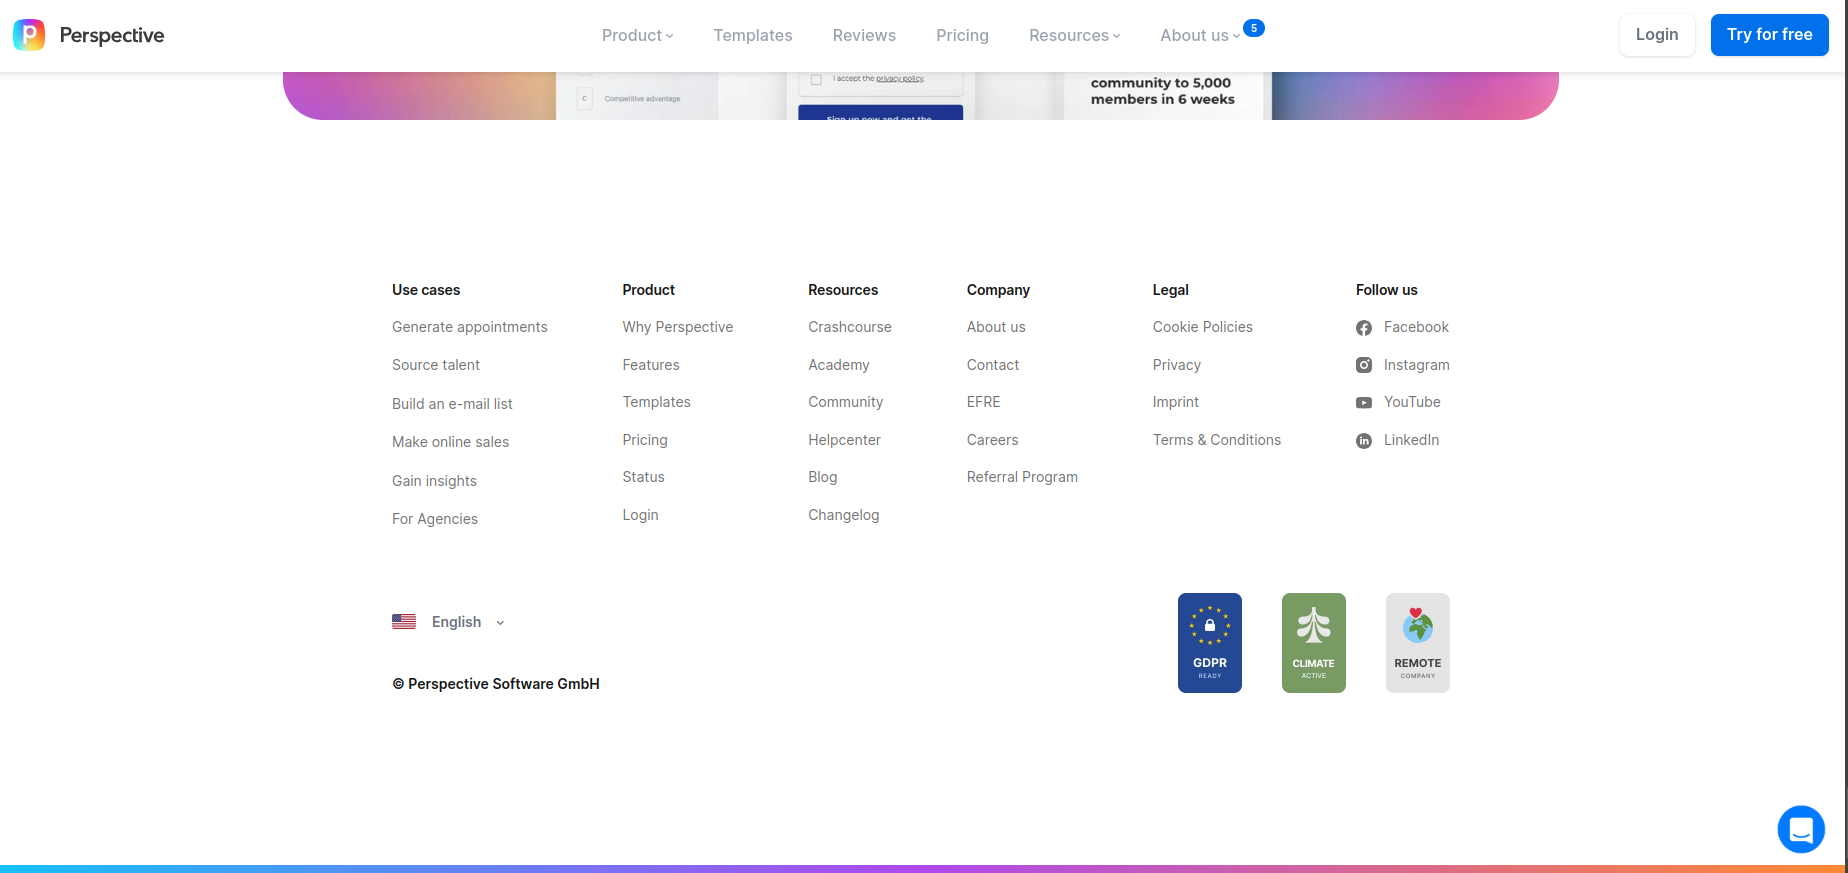 Perspective
Product
Templates
Reviews
Pricing
Resources
About us
5
Login
Try for free
C
Competitive advantage
I accept the privacy policy.
Sign up now and get the
community to 5,000
members in 6 weeks
Use cases
Generate appointments
Source talent
Build an e-mail list
Make online sales
Gain insights
For Agencies
Product
Why Perspective
Features
Templates
Pricing
Status
Login
Resources
Crashcourse
Academy
Community
Helpcenter
Blog
Changelog
Company
About us
Contact
EFRE
Careers
Referral Program
Legal
Cookie Policies
Privacy
Imprint
Terms & Conditions
Follow us
Facebook
Instagram
YouTube
LinkedIn
English
© Perspective Software GmbH
GDPR
READY
CLIMATE
ACTIVE
REMOTE
COMPANY